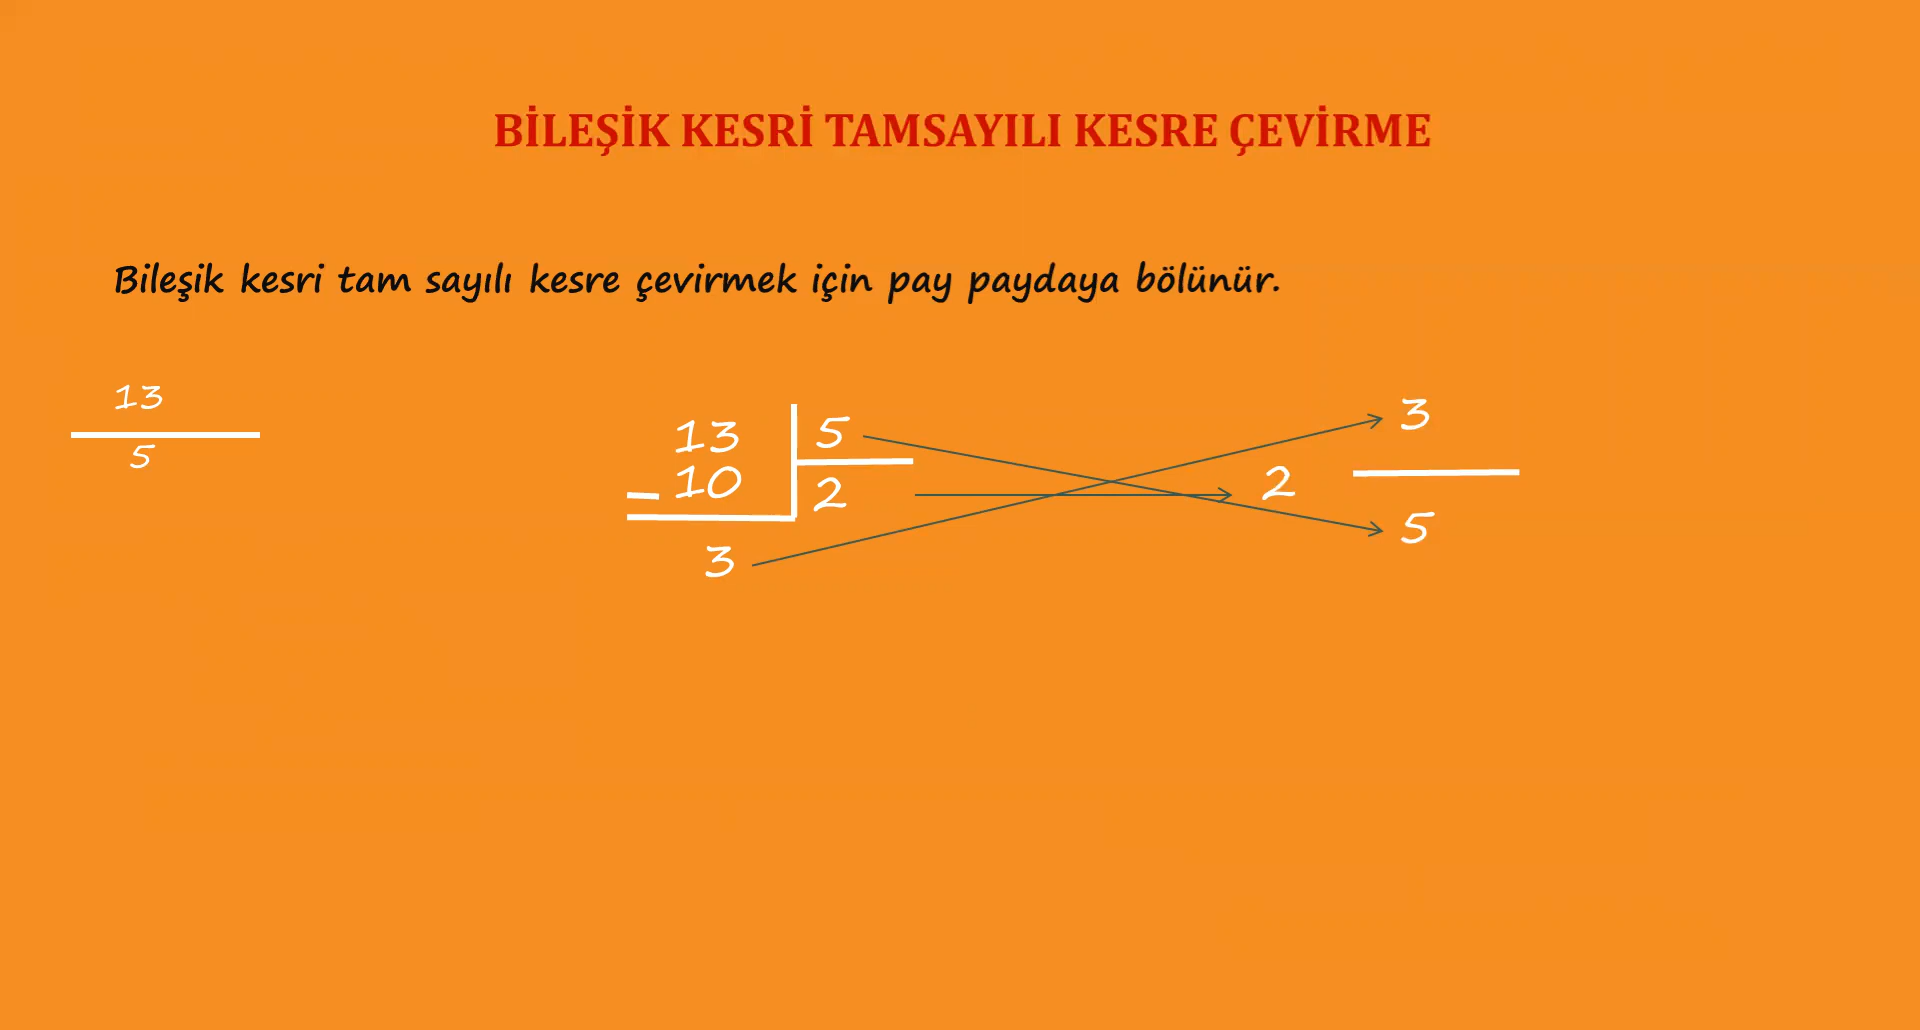 BİLEŞİK KESRİ TAMSAYILI KESRE ÇEVİRME
Bileşik kesri tam sayılı kesre çevirmek için pay paydaya bölünür.
13
5
13 5
- 10 2
3
3
2
5